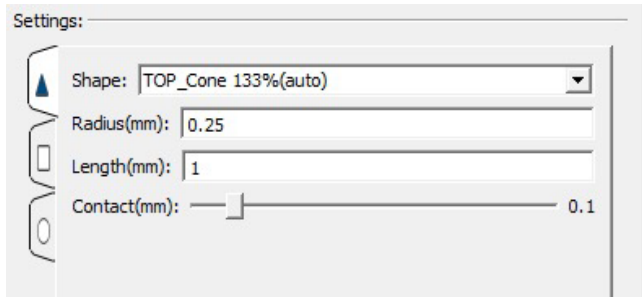 Settings:
Shape: TOP_Cone 133%(auto)
Radius(mm): 0.25
Length(mm): 1
Contact(mm): 0.1